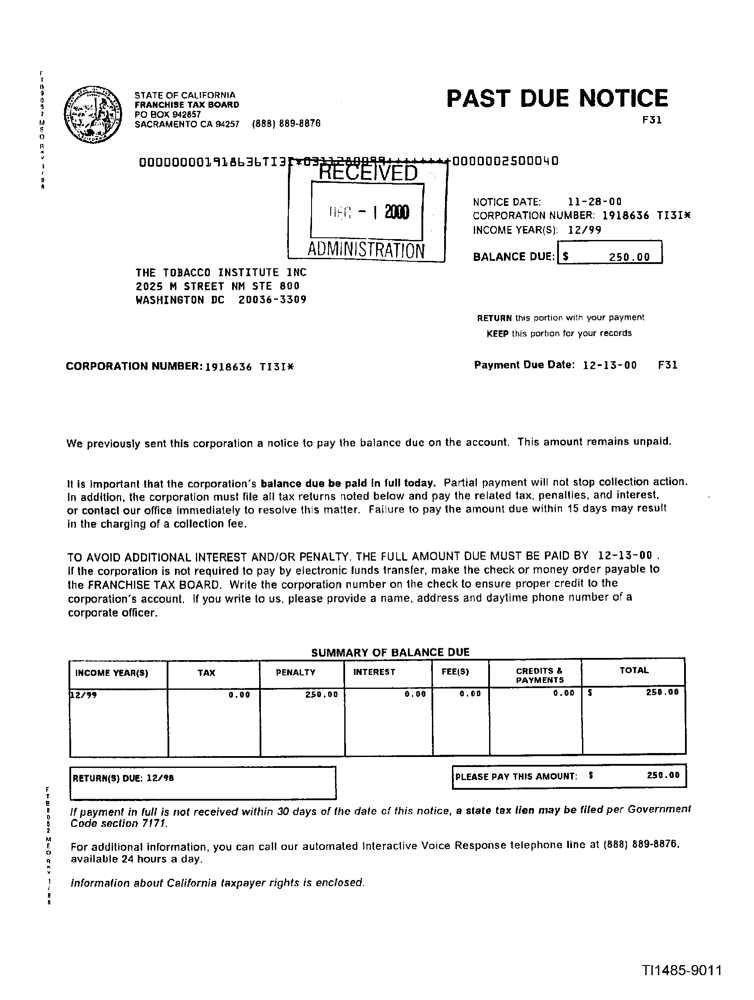 STATE OF CALIFORNIA
FRANCHISE TAX BOARD
PO BOX 942857
SACRAMENTO CA 94257 (888) 889-8876
PAST DUE NOTICE
F31
RECEIVED
DEC - 1 2000
ADMINISTRATION
NOTICE DATE: 11-28-00
CORPORATION NUMBER: 1918636 TI3I*
INCOME YEAR(S): 12/99
BALANCE DUE: $ 250.00
THE TOBACCO INSTITUTE INC
2025 M STREET NM STE 800
WASHINGTON DC 20036-3309
RETURN this portion with your payment
KEEP this portion for your records
CORPORATION NUMBER: 1918636 TI3I*
Payment Due Date: 12-13-00 F31
We previously sent this corporation a notice to pay the balance due on the account. This amount remains unpaid.
It is important that the corporation's balance due be paid in full today. Partial payment will not stop collection action.
In addition, the corporation must file all tax returns noted below and pay the related tax, penalties, and interest,
or contact our office immediately to resolve this matter. Failure to pay the amount due within 15 days may result
in the charging of a collection fee.
TO AVOID ADDITIONAL INTEREST AND/OR PENALTY, THE FULL AMOUNT DUE MUST BE PAID BY 12-13-00 .
If the corporation is not required to pay by electronic funds transfer, make the check or money order payable to
the FRANCHISE TAX BOARD. Write the corporation number on the check to ensure proper credit to the
corporation's account. If you write to us, please provide a name, address and daytime phone number of a
corporate officer.
SUMMARY OF BALANCE DUE
INCOME YEAR(S) TAX PENALTY INTEREST FEE(S) CREDITS & PAYMENTS TOTAL
12/99 0.00 250.00 0.00 0.00 0.00 $ 250.00
RETURN(S) DUE: 12/98
PLEASE PAY THIS AMOUNT: $ 250.00
If payment in full is not received within 30 days of the date of this notice, a state tax lien may be filed per Government
Code section 7171.
For additional information, you can call our automated Interactive Voice Response telephone line at (888) 889-8876,
available 24 hours a day.
Information about California taxpayer rights is enclosed.
TI1485-9011